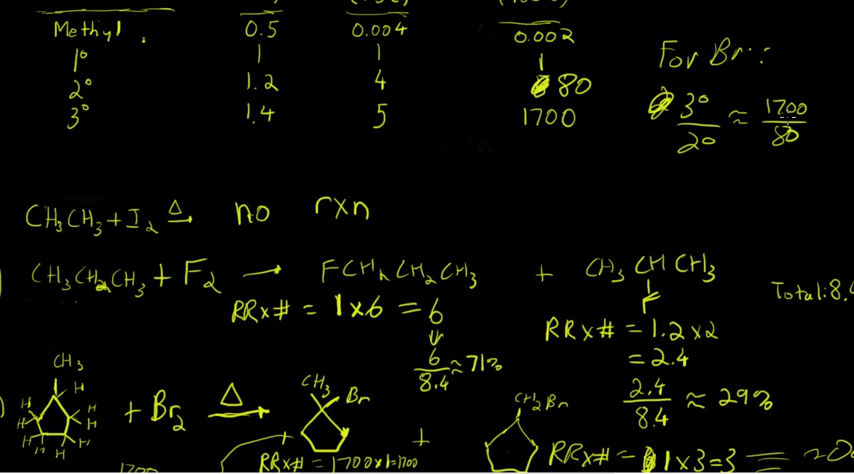 Methyl . 0.5 0.004 0.002
1° 1 1 1
2° 1.2 4 80
3° 1.4 5 1700
For Br·:
3°/2° ≈ 1700/80
CH₃CH₃ + I₂ Δ→ no rxn
) CH₃CH₂CH₃ + F₂ → FCH₂CH₂CH₃ + CH₃CHCH₃
F
RRx# = 1x6 = 6
RRx# = 1.2x2
= 2.4
Total: 8.4
6/8.4 ≈ 71%
2.4/8.4 ≈ 29%
) CH₃ H H H H H H H H H + Br₂ Δ→ CH₃ Br + CH₂Br
RRx# = 1700x1=1700
RRx# = 1x3=3
1700